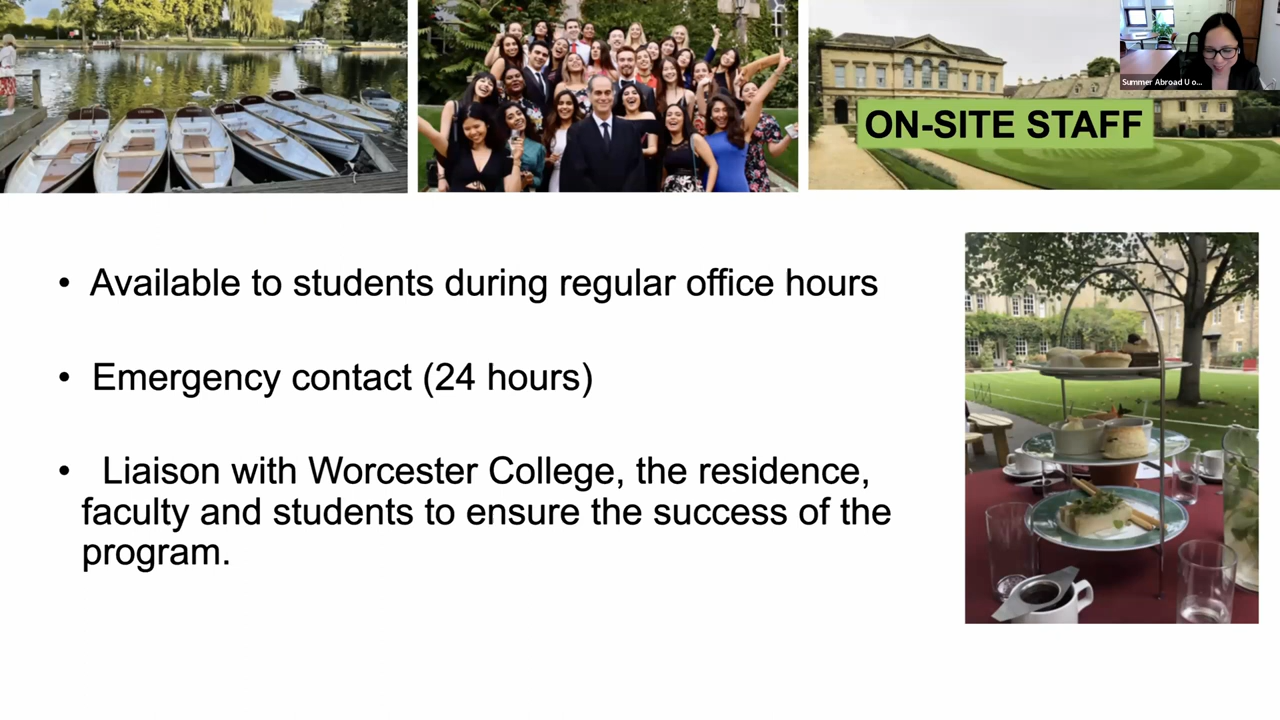 Summer Abroad U o...
ON-SITE STAFF
• Available to students during regular office hours
• Emergency contact (24 hours)
• Liaison with Worcester College, the residence,
faculty and students to ensure the success of the
program.